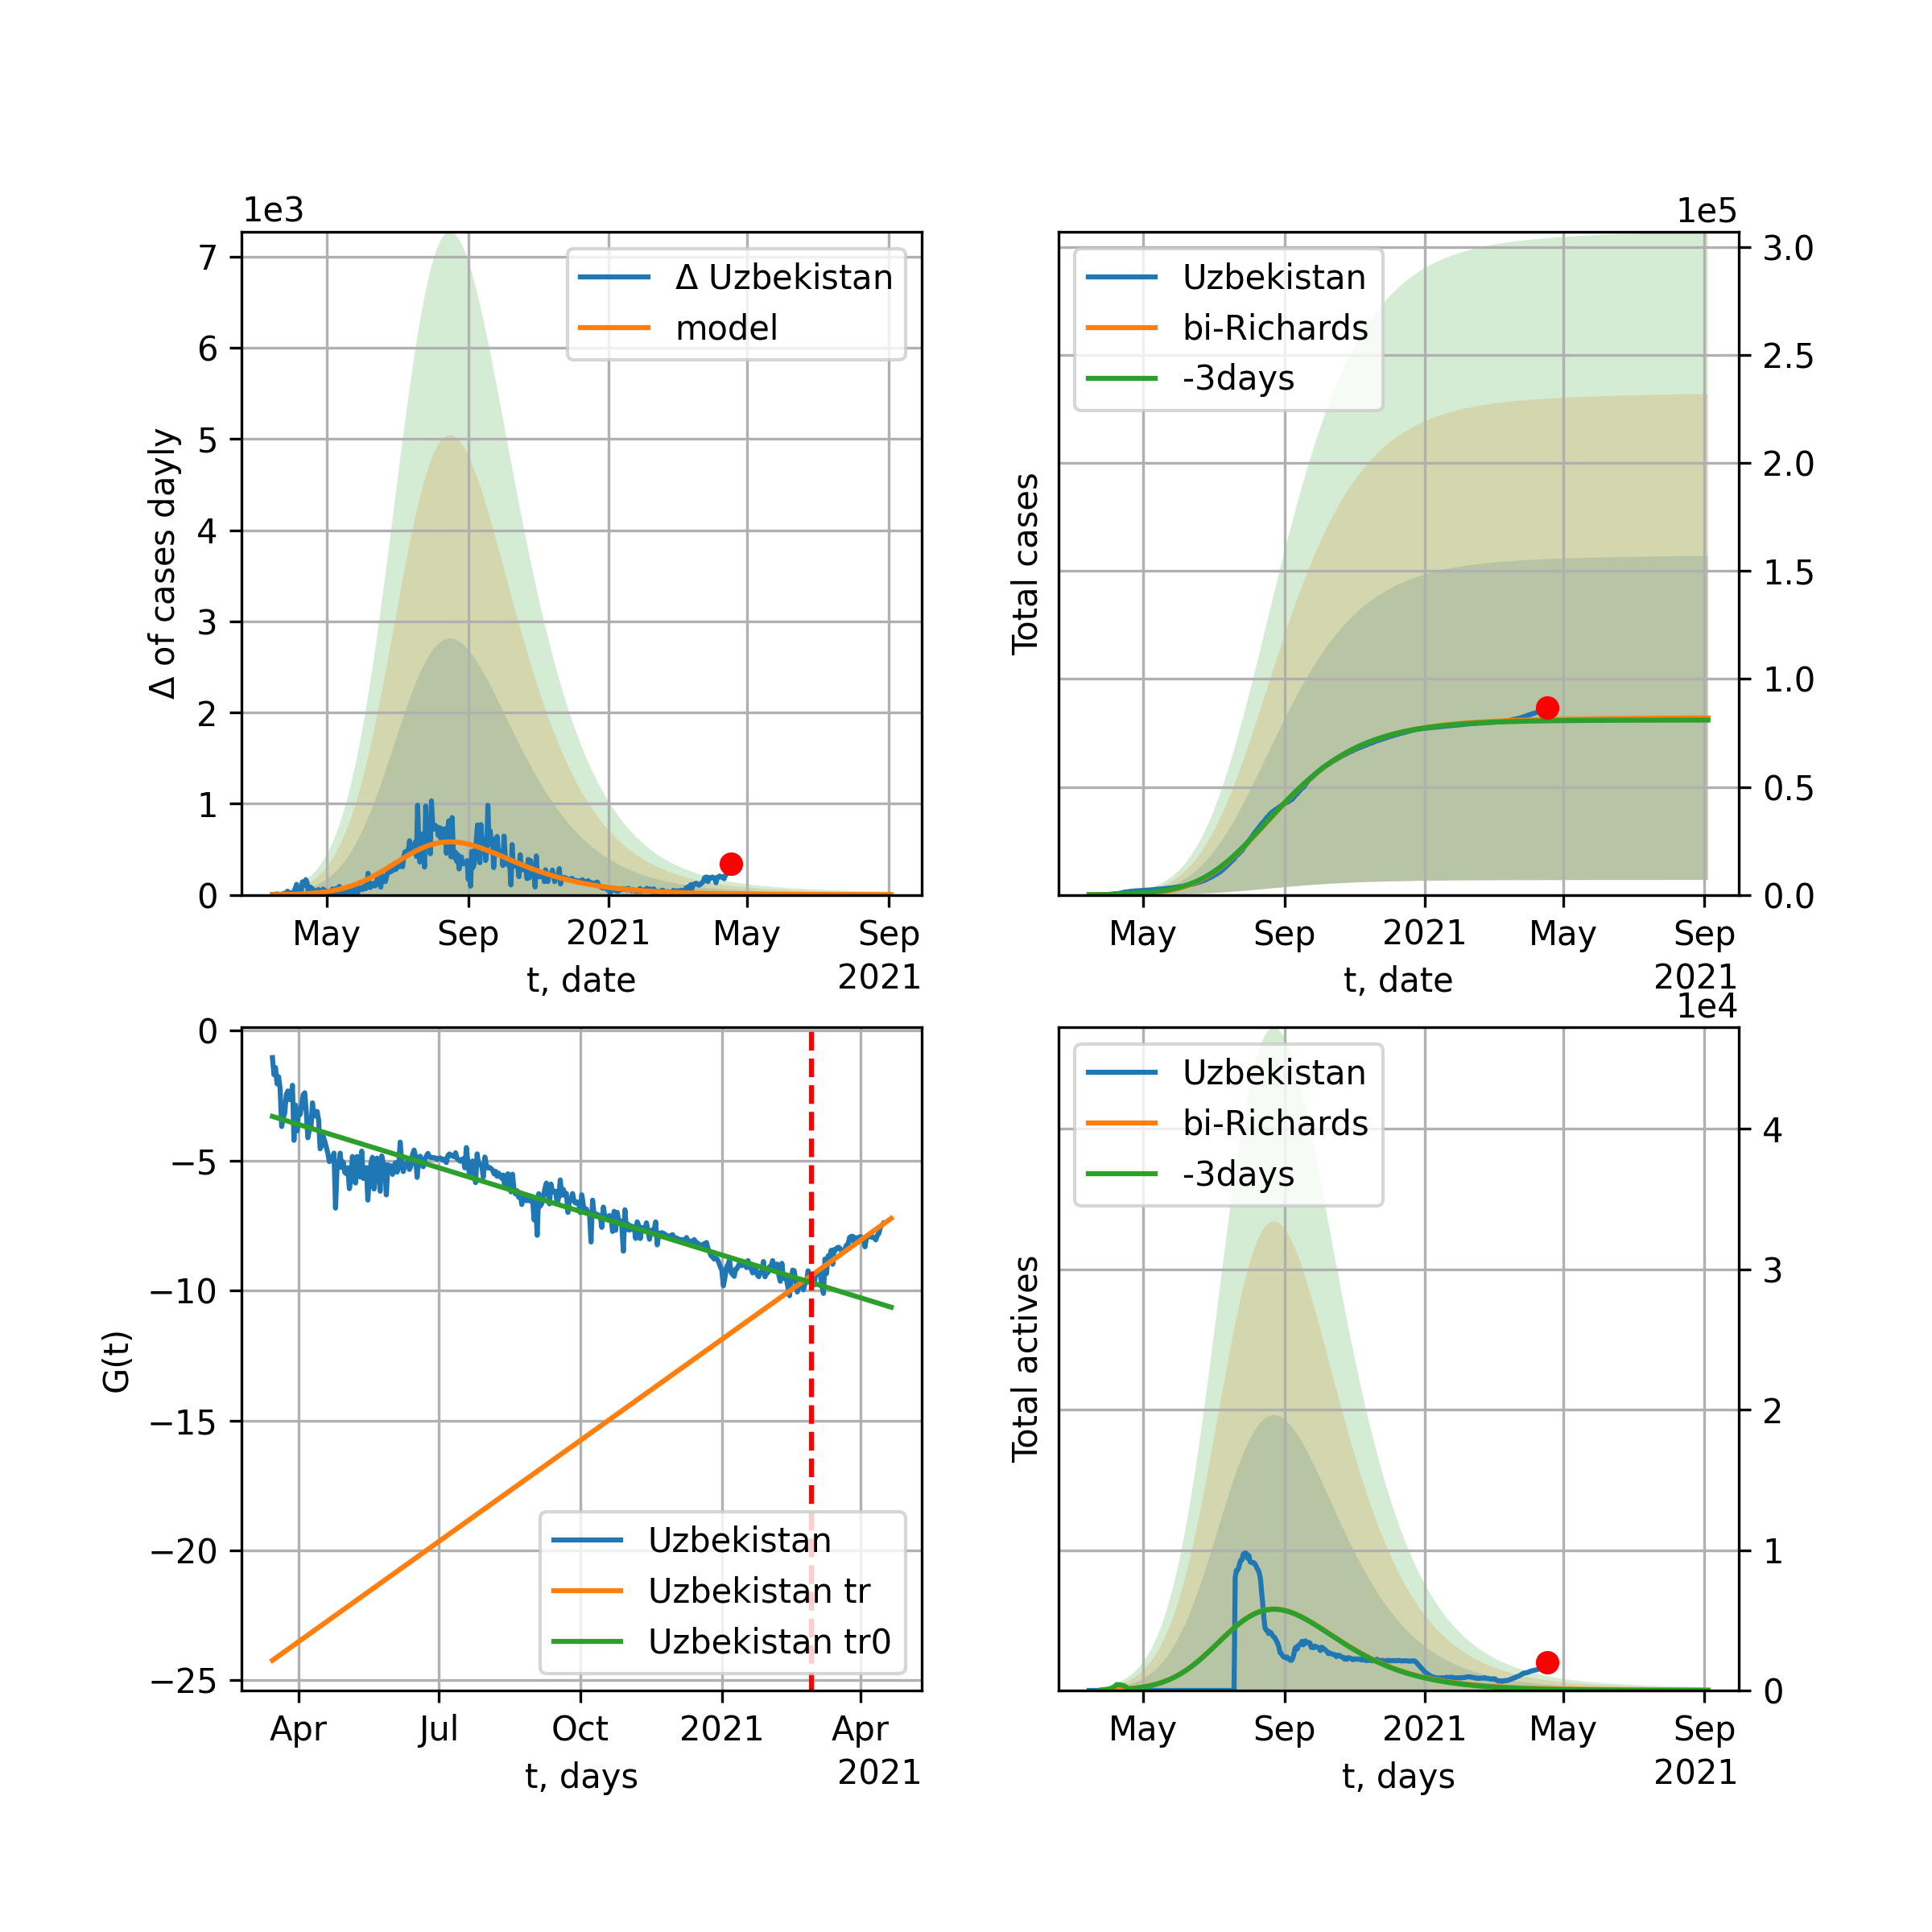 1e3
7
6
5
4
3
2
1
0
Δ of cases dayly
Δ Uzbekistan
model
May
Sep
2021
May
Sep
t, date
2021
1e5
3.0
2.5
2.0
1.5
1.0
0.5
0.0
Total cases
Uzbekistan
bi-Richards
-3days
May
Sep
2021
May
Sep
t, date
2021
0
−5
−10
−15
−20
−25
G(t)
Uzbekistan
Uzbekistan tr
Uzbekistan tr0
Apr
Jul
Oct
2021
Apr
t, days
2021
1e4
4
3
2
1
0
Total actives
Uzbekistan
bi-Richards
-3days
May
Sep
2021
May
Sep
t, days
2021